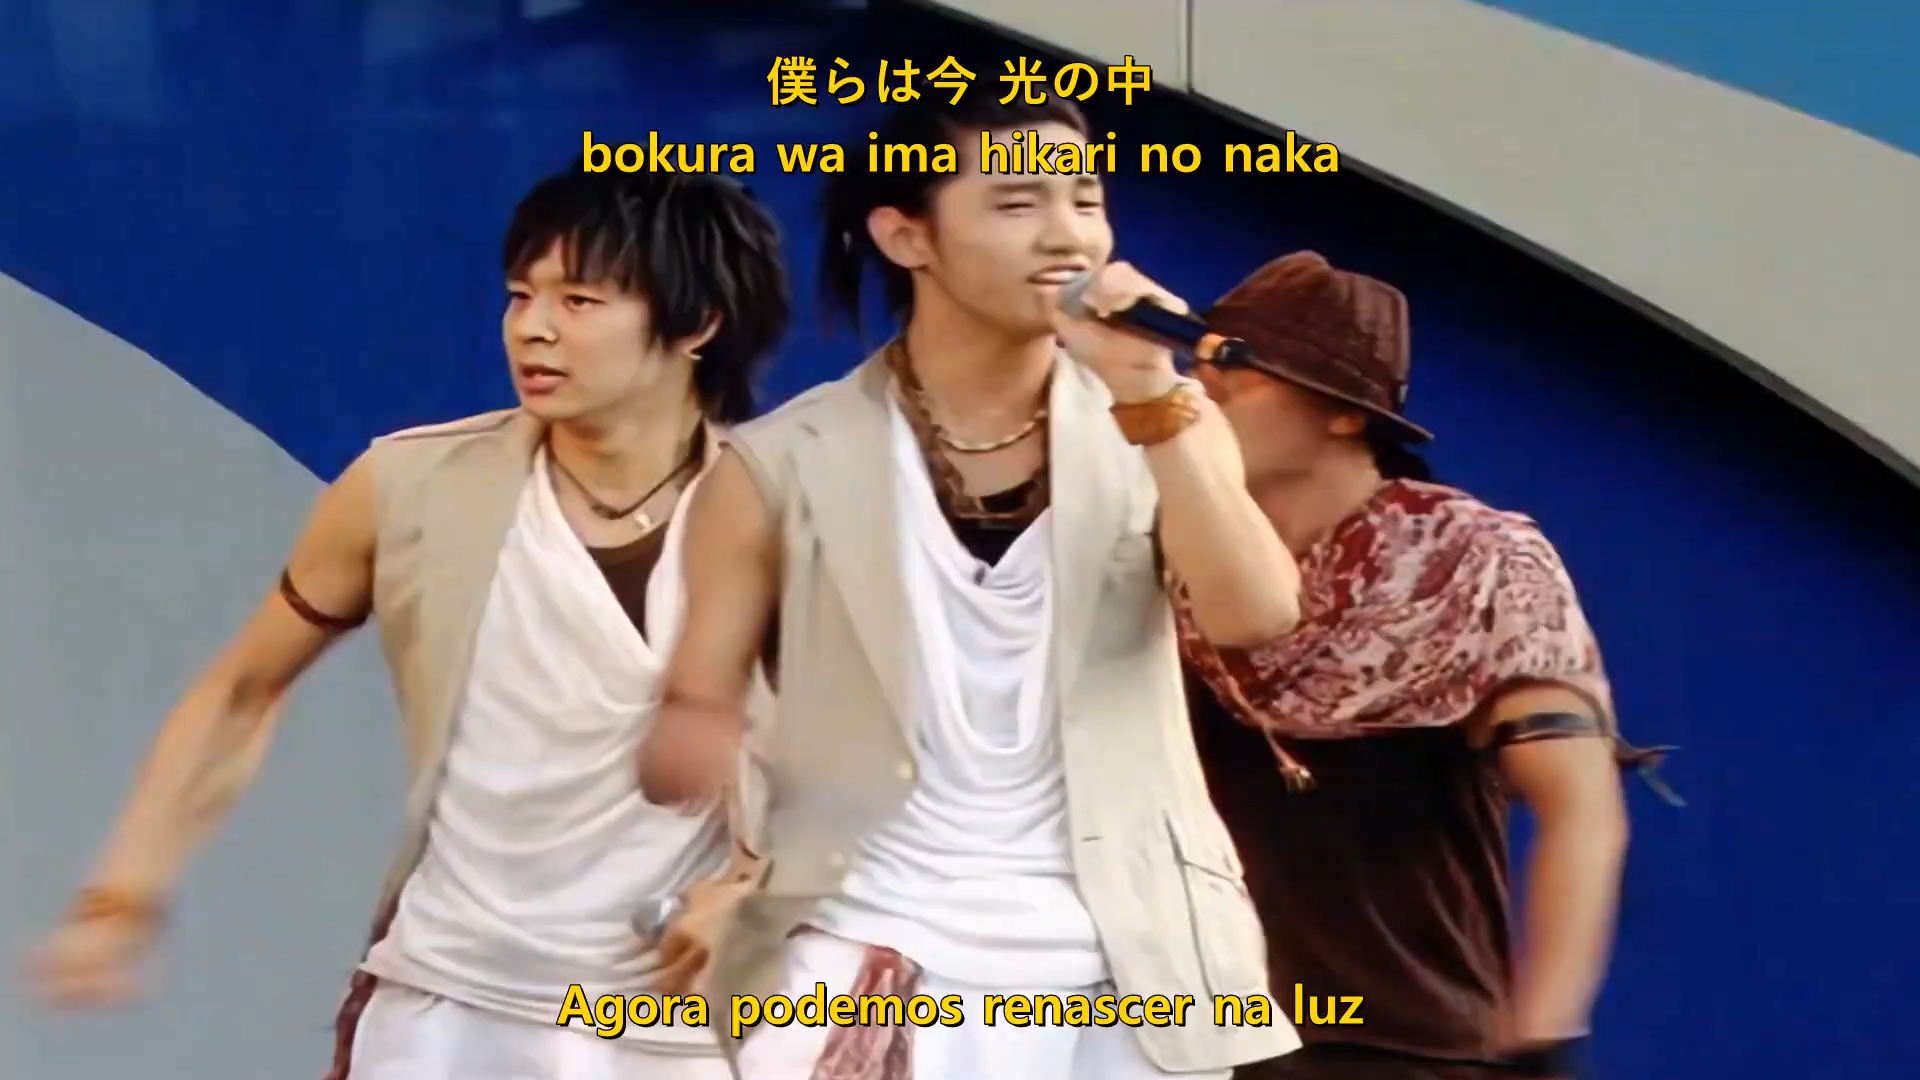 僕らは今 光の中
bokura wa ima hikari no naka
Agora podemos renascer na luz